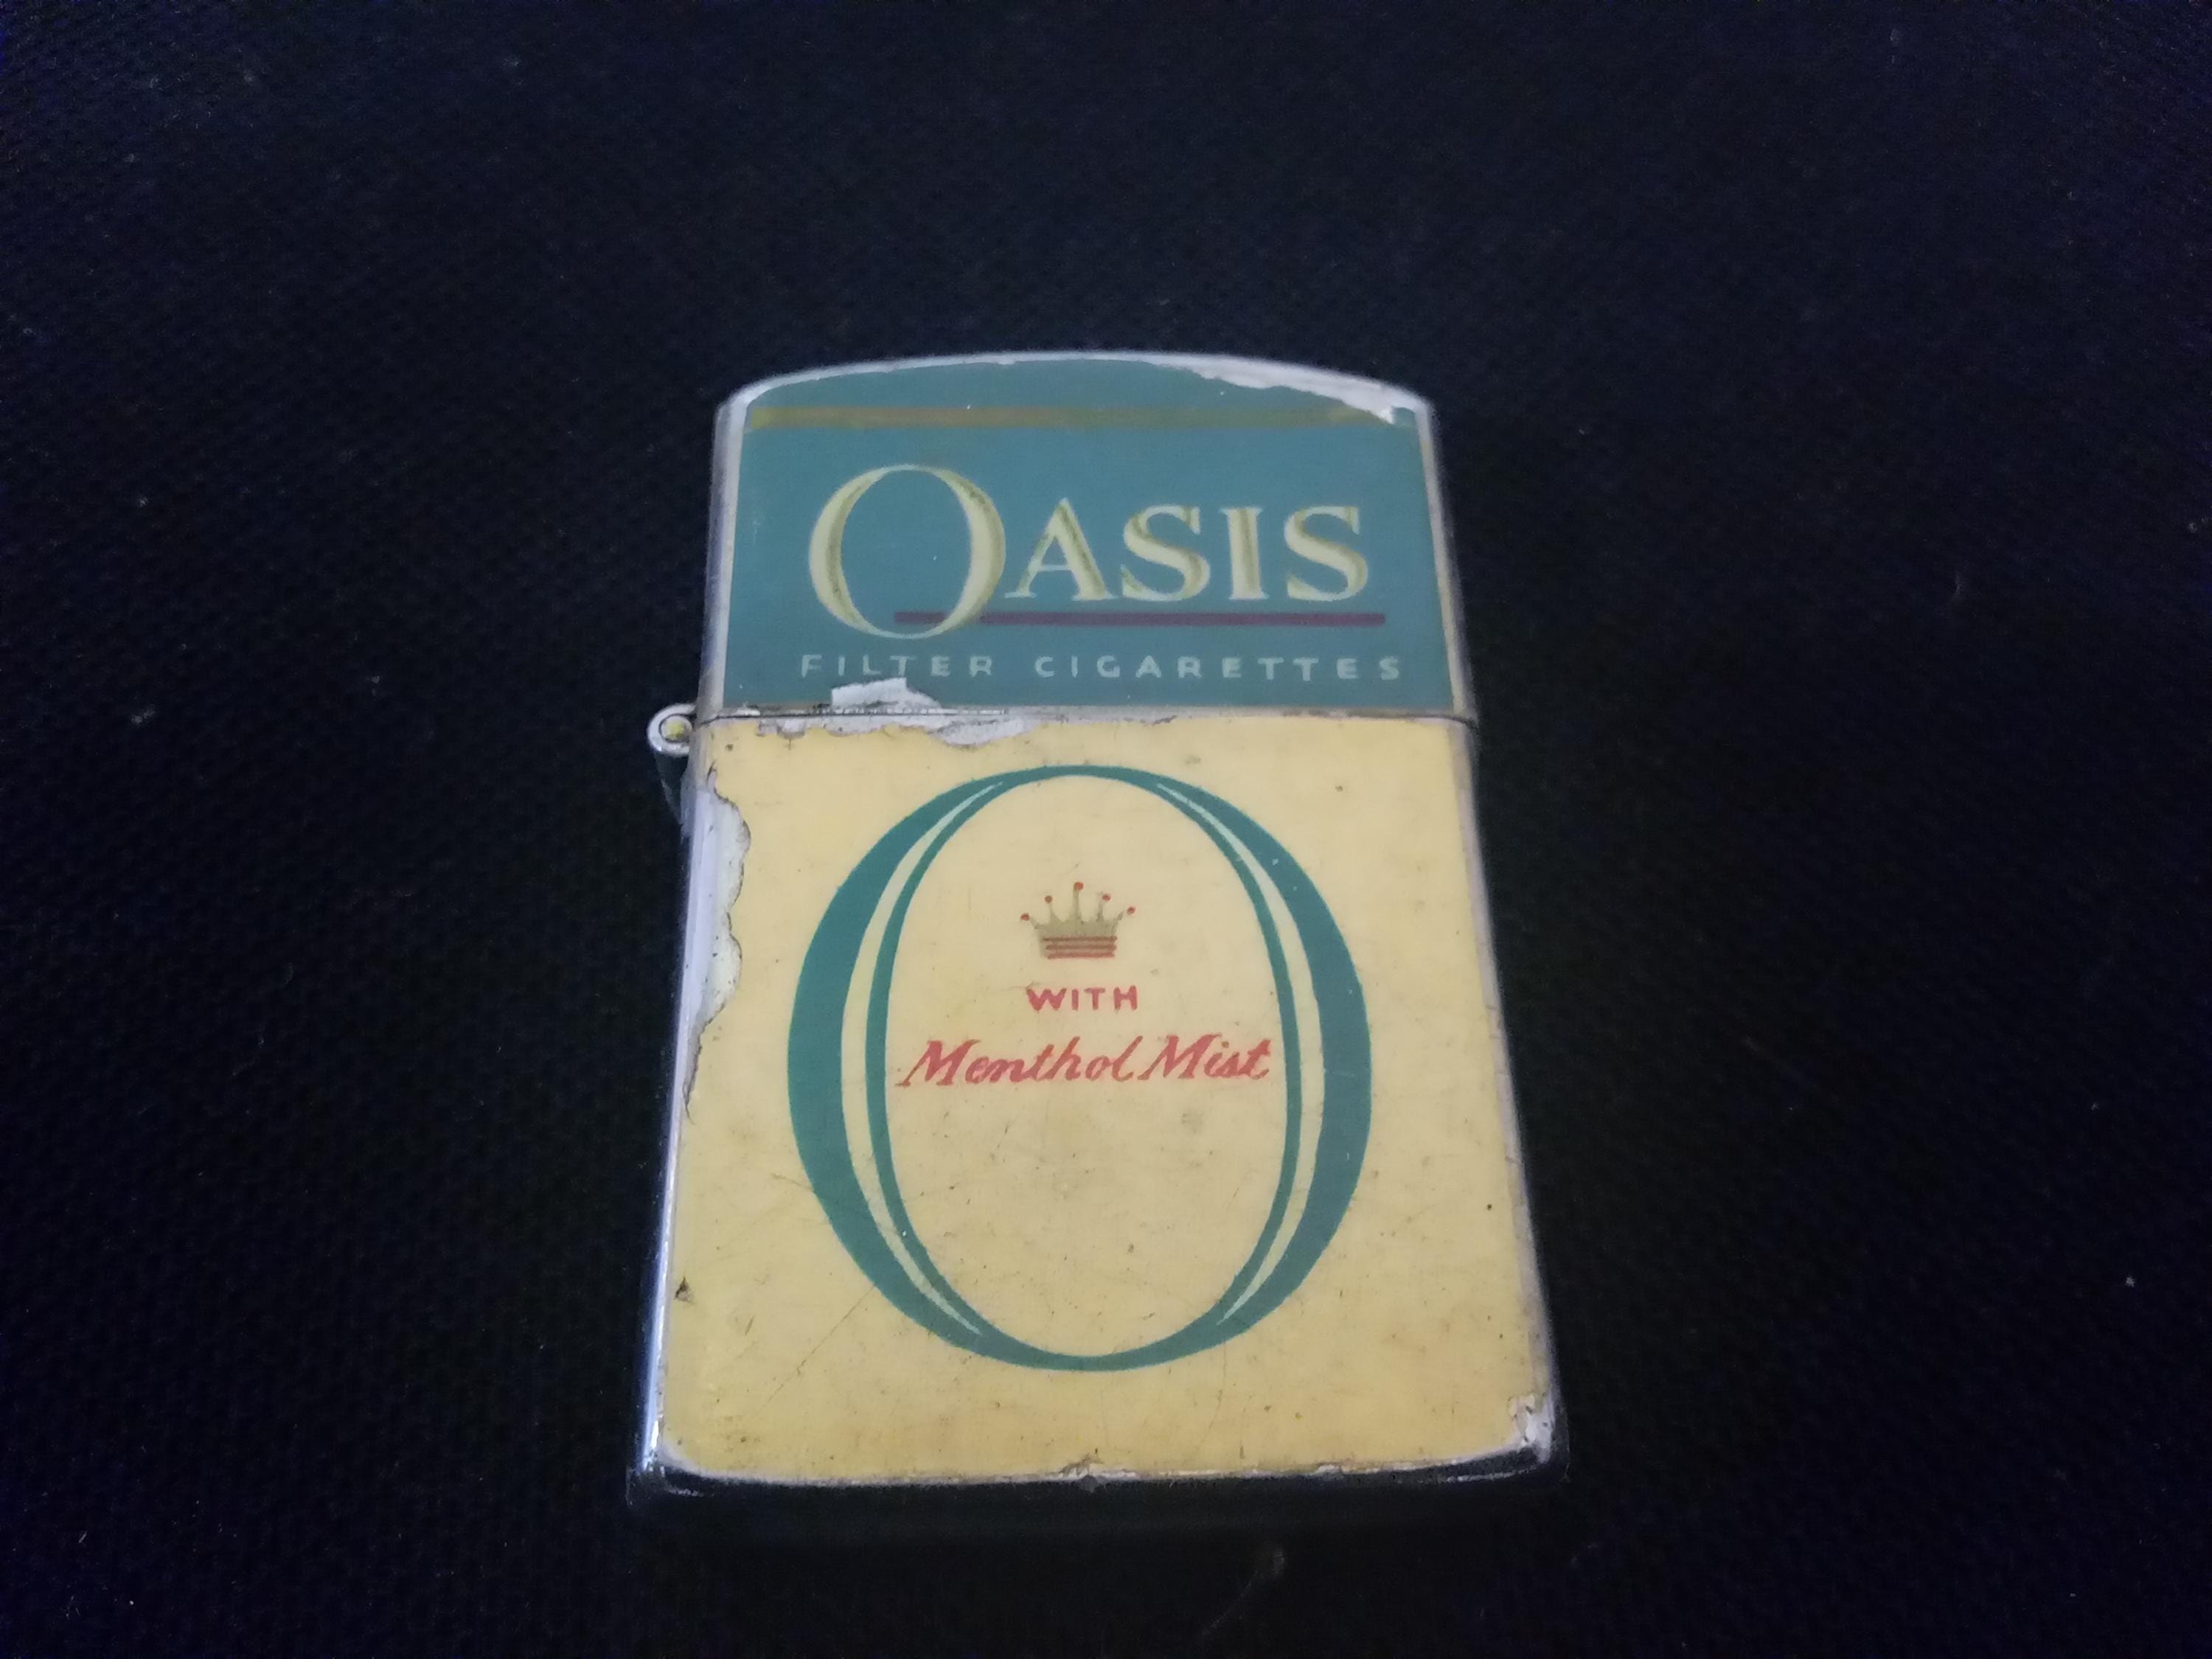 OASIS
FILTER CIGARETTES
O
WITH
Menthol Mist